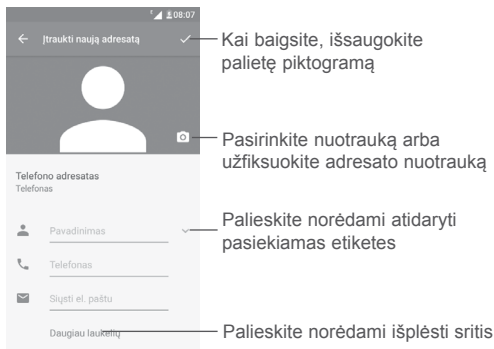 08:07
Įtraukti naują adresatą
Kai baigsite, išsaugokite
palietę piktogramą
Pasirinkite nuotrauką arba
užfiksuokite adresato nuotrauką
Telefono adresatas
Telefonas
Pavadinimas
Palieskite norėdami atidaryti
pasiekiamas etiketes
Telefonas
Siųsti el. paštu
Daugiau laukelių
Palieskite norėdami išplėsti sritis